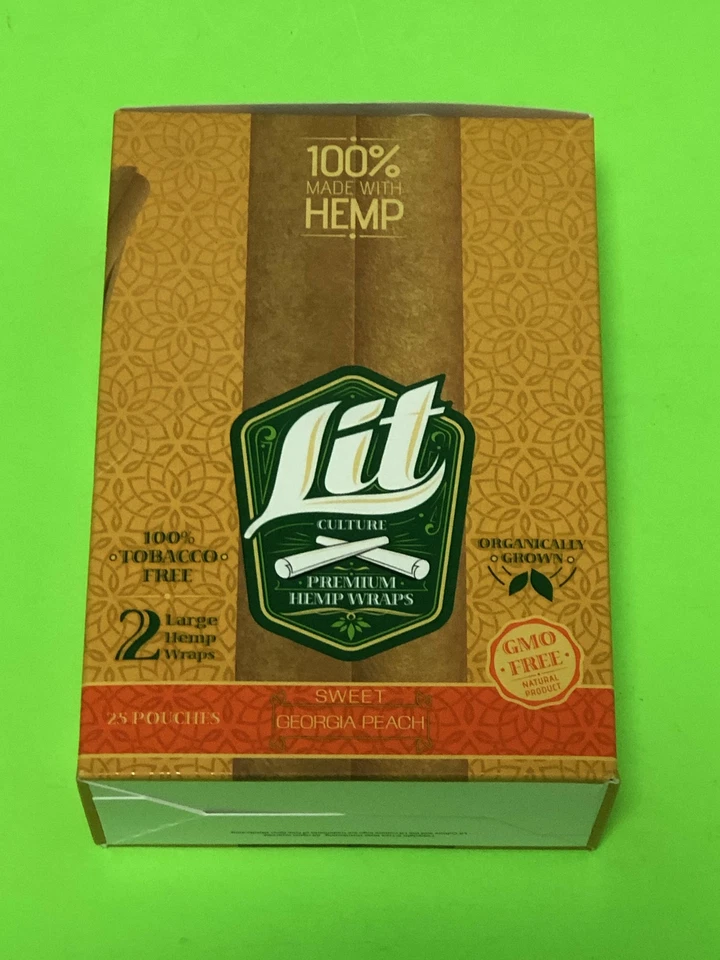 100%
MADE WITH
HEMP
Lit
CULTURE
PREMIUM
HEMP WRAPS
100%
TOBACCO
FREE
2 Large
Hemp
Wraps
ORGANICALLY
GROWN
GMO
FREE
NATURAL
PRODUCT
25 POUCHES
SWEET
GEORGIA PEACH